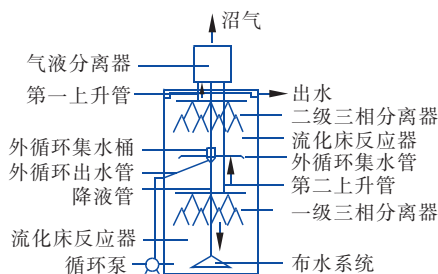 沼气
气液分离器
第一上升管
出水
二级三相分离器
流化床反应器
外循环集水桶
外循环集水管
外循环出水管
第二上升管
降液管
一级三相分离器
流化床反应器
循环泵
布水系统